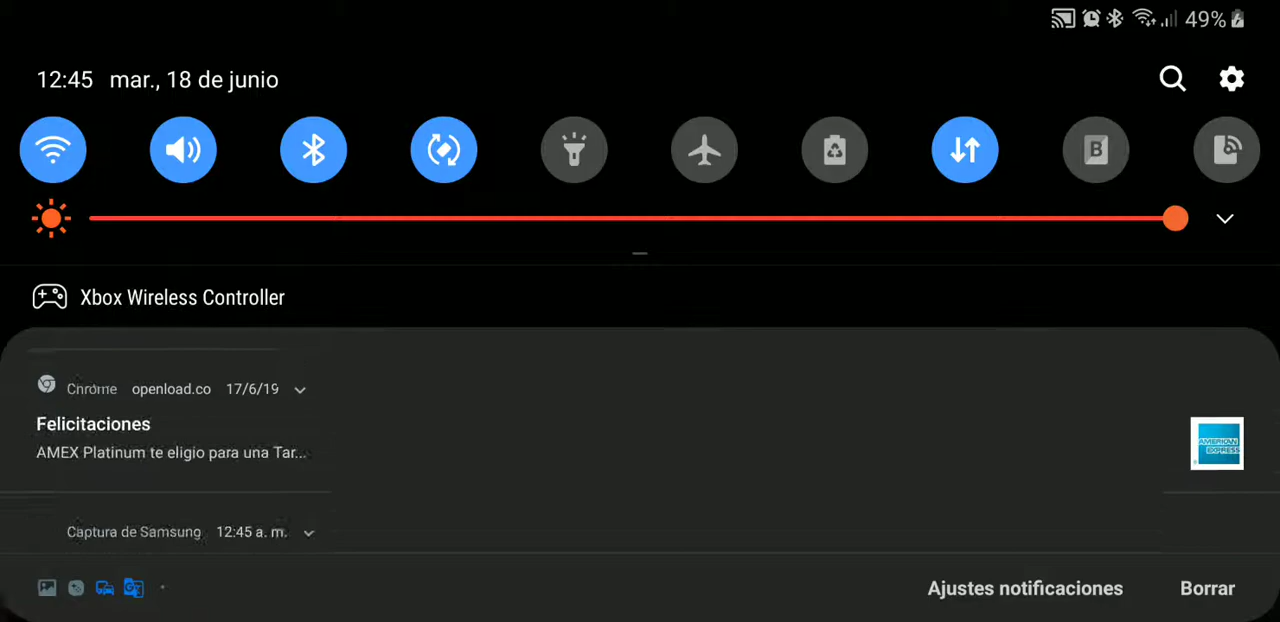 49%
12:45 mar., 18 de junio
B
Xbox Wireless Controller
Chrome openload.co 17/6/19
Felicitaciones
AMEX Platinum te eligio para una Tar...
AMERICAN
EXPRESS
Captura de Samsung 12:45 a. m.
Ajustes notificaciones Borrar